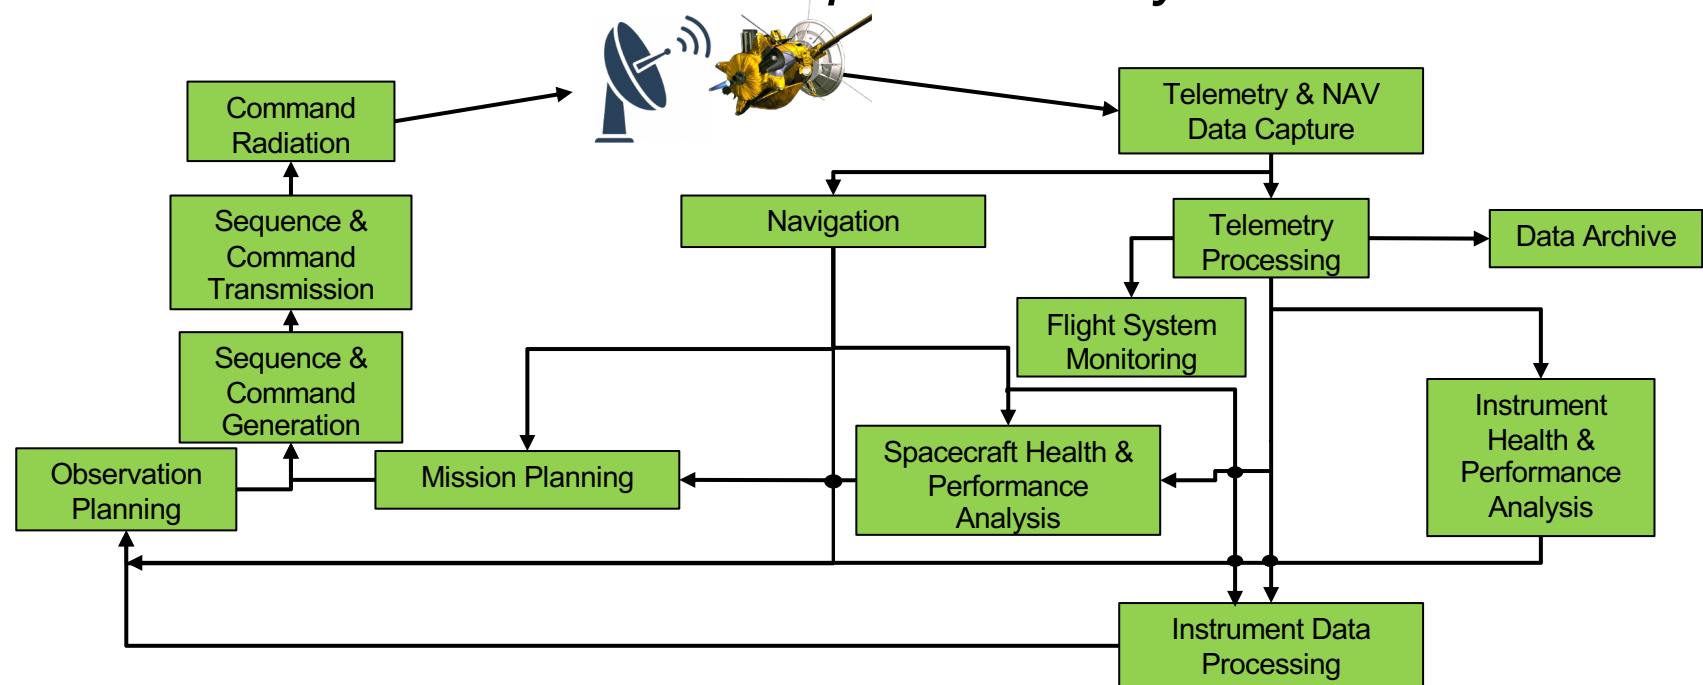 Command
Radiation
Telemetry & NAV
Data Capture
Sequence &
Command
Transmission
Navigation
Telemetry
Processing
Data Archive
Flight System
Monitoring
Sequence &
Command
Generation
Instrument
Health &
Performance
Analysis
Observation
Planning
Mission Planning
Spacecraft Health &
Performance
Analysis
Instrument Data
Processing